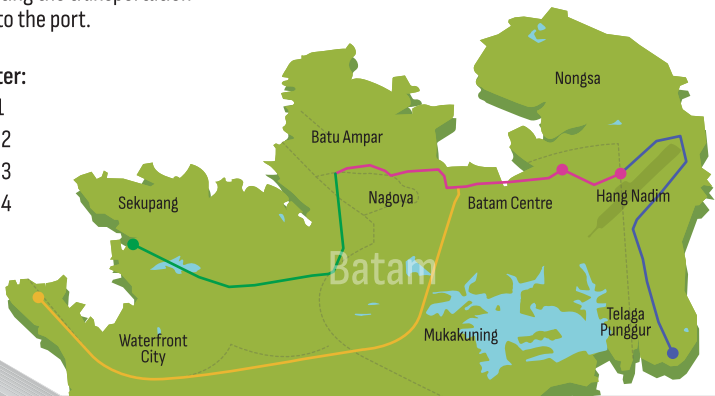 to the port.
1
2
3
4
Nongsa
Batu Ampar
Sekupang
Nagoya
Batam Centre
Hang Nadim
Batam
Waterfront
City
Mukakuning
Telaga
Punggur